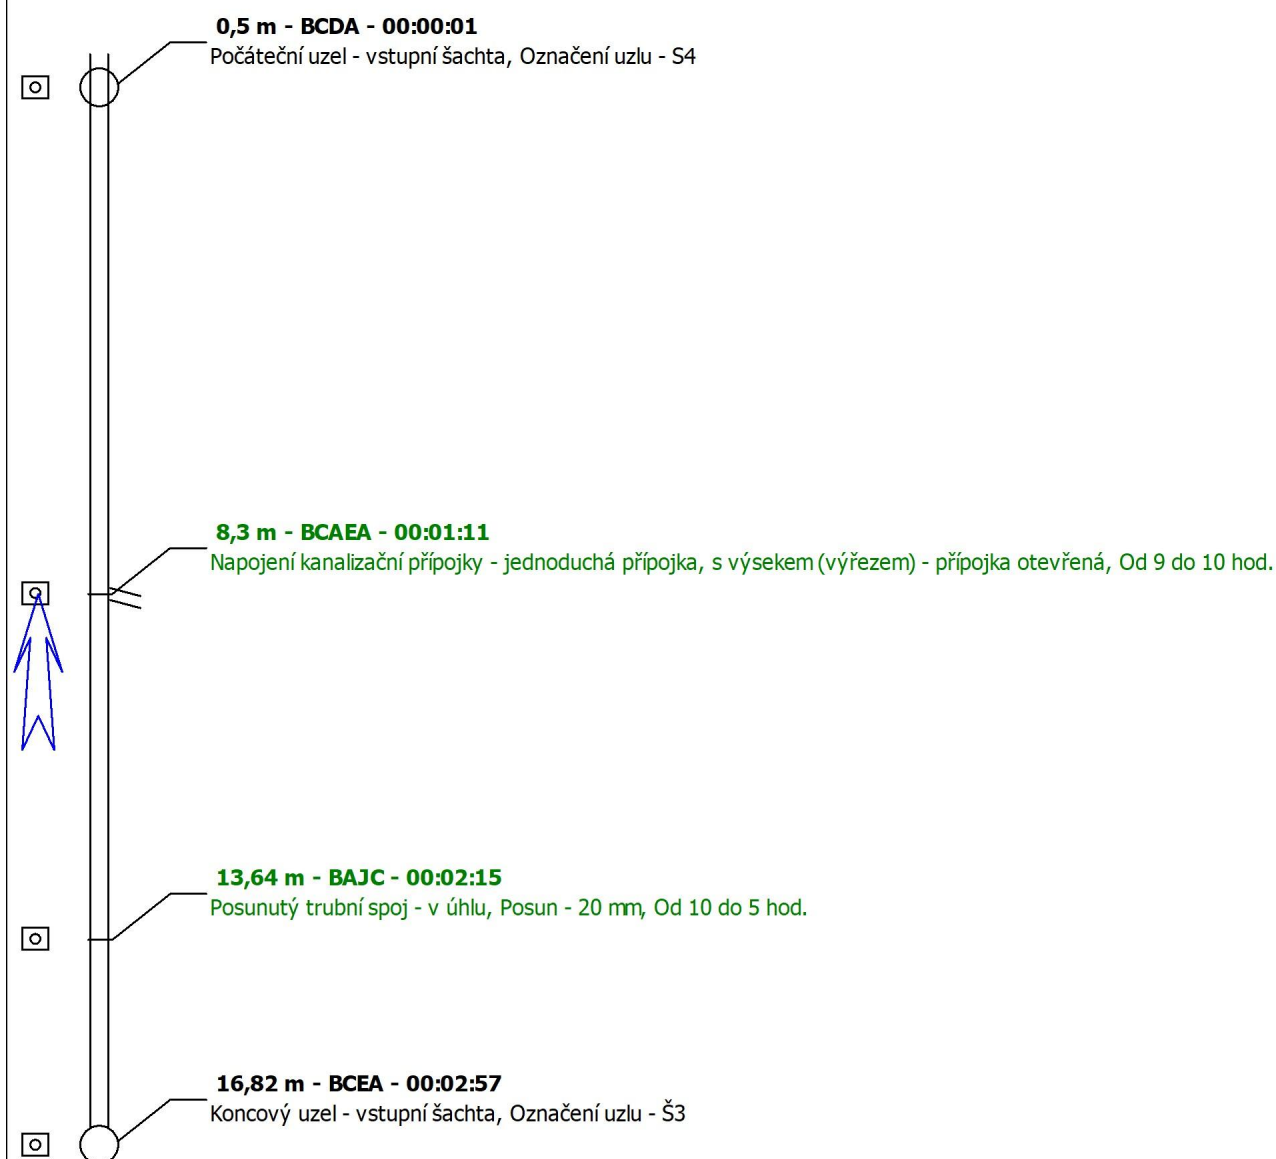 0,5 m - BCDA - 00:00:01
Počáteční uzel - vstupní šachta, Označení uzlu - S4
8,3 m - BCAEA - 00:01:11
Napojení kanalizační přípojky - jednoduchá přípojka, s výsekem (výřezem) - přípojka otevřená, Od 9 do 10 hod.
13,64 m - BAJC - 00:02:15
Posunutý trubní spoj - v úhlu, Posun - 20 mm, Od 10 do 5 hod.
16,82 m - BCEA - 00:02:57
Koncový uzel - vstupní šachta, Označení uzlu - Š3